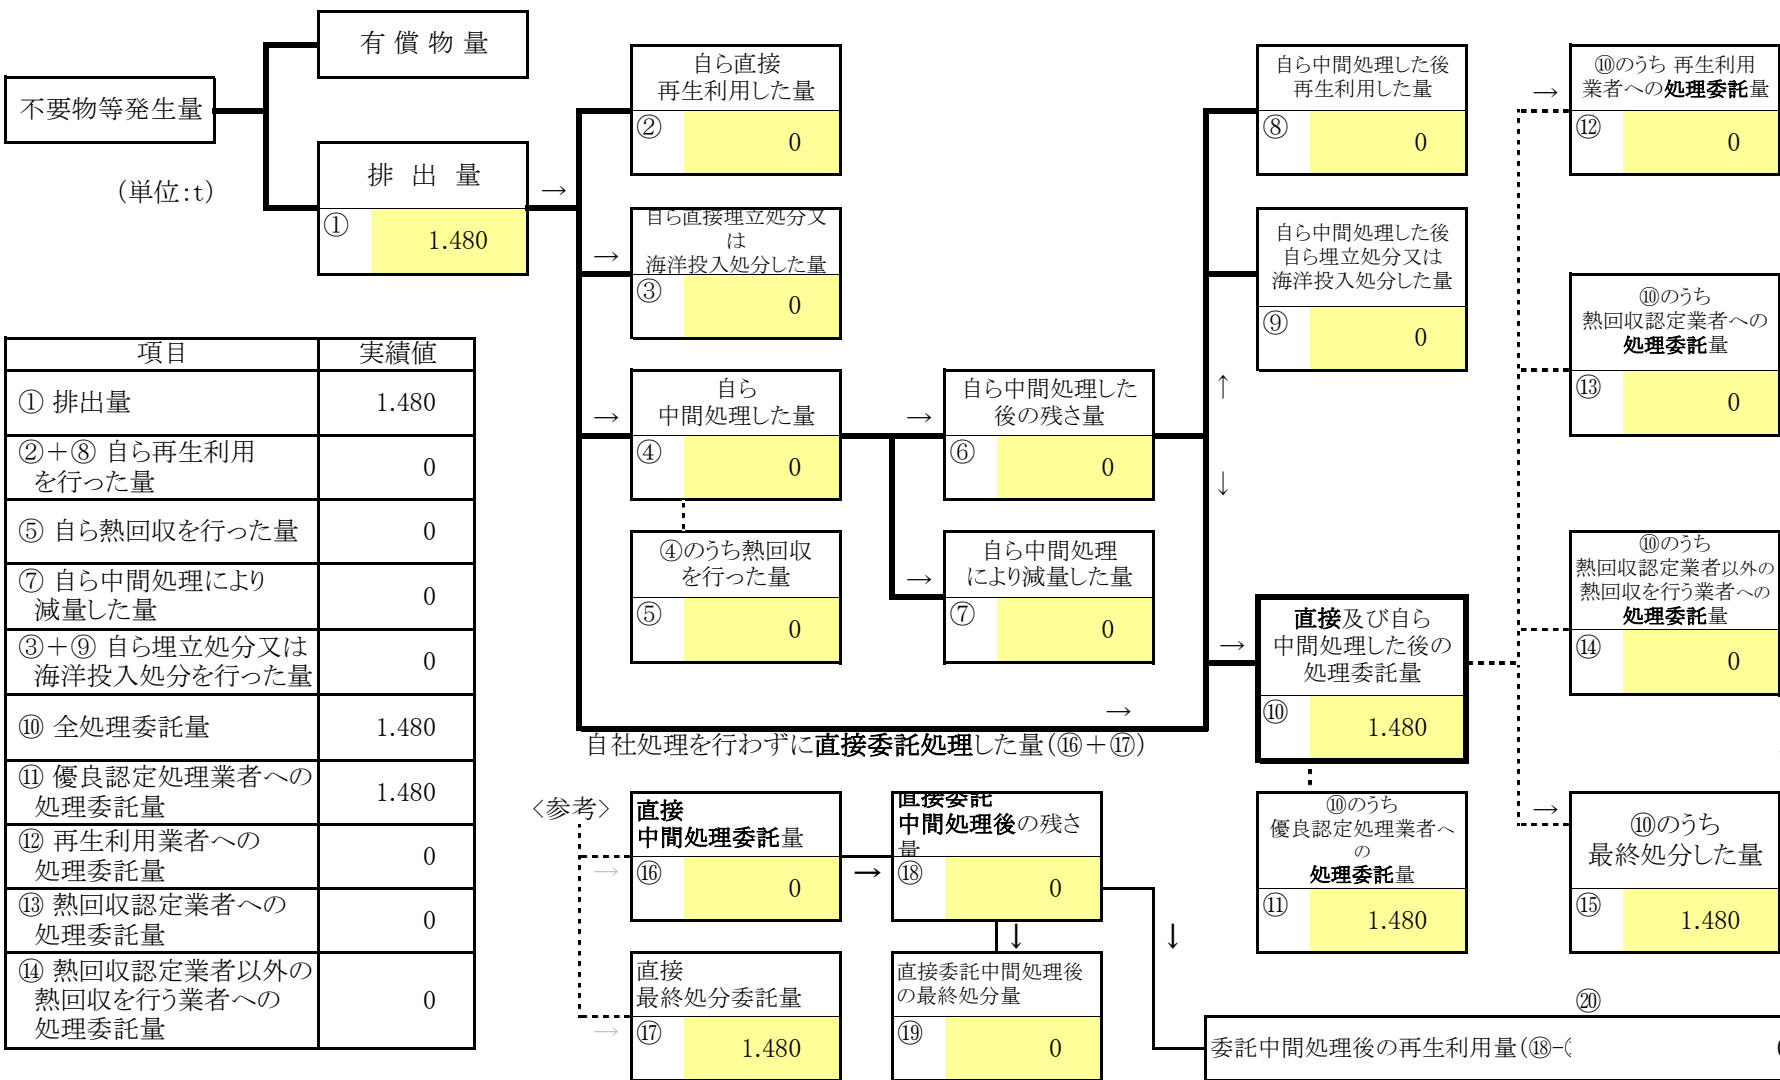 有 償 物 量
不要物等発生量
(単位:t)
排 出 量
①
1.480
→
自ら直接
再生利用した量
②
0
→
自ら直接埋立処分又
は
海洋投入処分した量
③
0
→
自ら
中間処理した量
④
0
④のうち熱回収
を行った量
⑤
0
→
自ら中間処理した
後の残さ量
⑥
0
→
自ら中間処理
により減量した量
⑦
0
自ら中間処理した後
再生利用した量
⑧
0
自ら中間処理した後
自ら埋立処分又は
海洋投入処分した量
⑨
0
↑
↓
→
直接及び自ら
中間処理した後の
処理委託量
⑩
1.480
→
自社処理を行わずに直接委託処理した量(⑯+⑰)
⑩のうち
優良認定処理業者へ
の
処理委託量
⑪
1.480
→
⑩のうち 再生利用
業者への処理委託量
⑫
0
⑩のうち
熱回収認定業者への
処理委託量
⑬
0
⑩のうち
熱回収認定業者以外の
熱回収を行う業者への
処理委託量
⑭
0
→
⑩のうち
最終処分した量
⑮
1.480
項目 実績値
① 排出量 1.480
②+⑧ 自ら再生利用
を行った量 0
⑤ 自ら熱回収を行った量 0
⑦ 自ら中間処理により
減量した量 0
③+⑨ 自ら埋立処分又は
海洋投入処分を行った量 0
⑩ 全処理委託量 1.480
⑪ 優良認定処理業者への
処理委託量 1.480
⑫ 再生利用業者への
処理委託量 0
⑬ 熱回収認定業者への
処理委託量 0
⑭ 熱回収認定業者以外の
熱回収を行う業者への
処理委託量 0
<参考>
→
直接
中間処理委託量
⑯
0
→
直接委託
中間処理後の残さ
量
⑱
0
↓
↓
→
直接
最終処分委託量
⑰
1.480
直接委託中間処理後
の最終処分量
⑲
0
⑳
委託中間処理後の再生利用量(⑱-